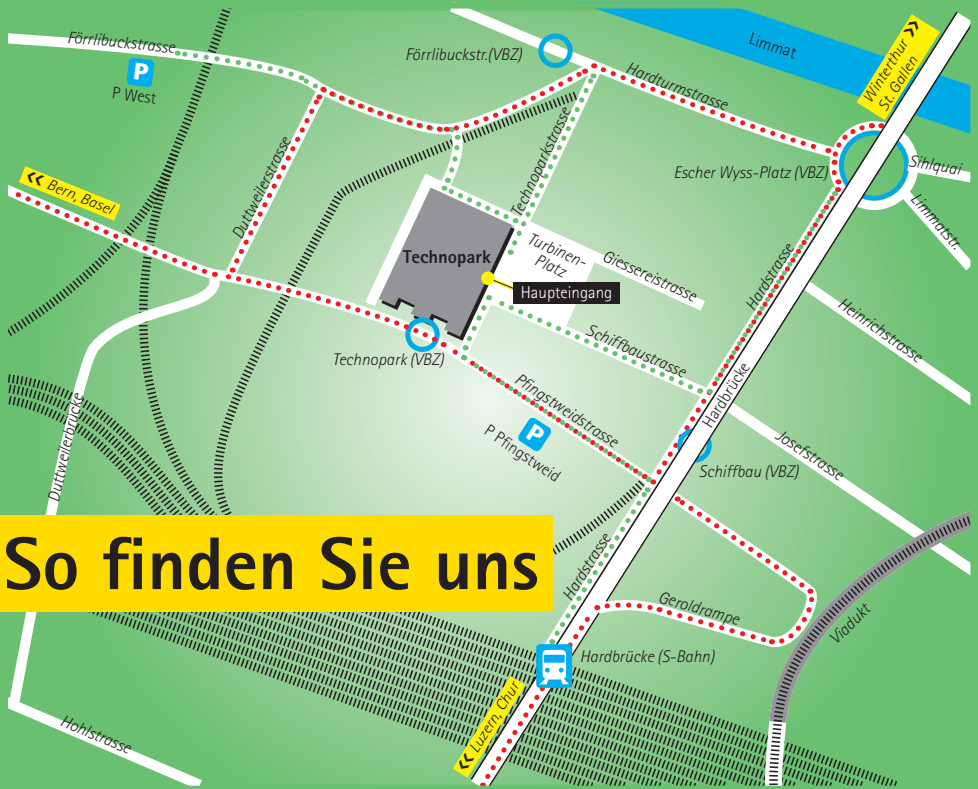 Förrlibuckstrasse
P
P West
Förrlibuckstr.(VBZ)
Limmat
Winterthur
St. Gallen
Hardturmstrasse
Escher Wyss-Platz (VBZ)
Sihlquai
Limmatstr.
Bern, Basel
Duttweilerstrasse
Technoparkstrasse
Technopark
Turbinen-
Platz
Giessereistrasse
Haupteingang
Hardstrasse
Heinrichstrasse
Technopark (VBZ)
Schiffbaustrasse
Pfingstweidstrasse
P
P Pfingstweid
Hardbrücke
Josefstrasse
Schiffbau (VBZ)
Duttweilerbrücke
So finden Sie uns
Hardstrasse
Geroldrampe
Viadukt
Hardbrücke (S-Bahn)
Luzern, Chur
Hohlstrasse